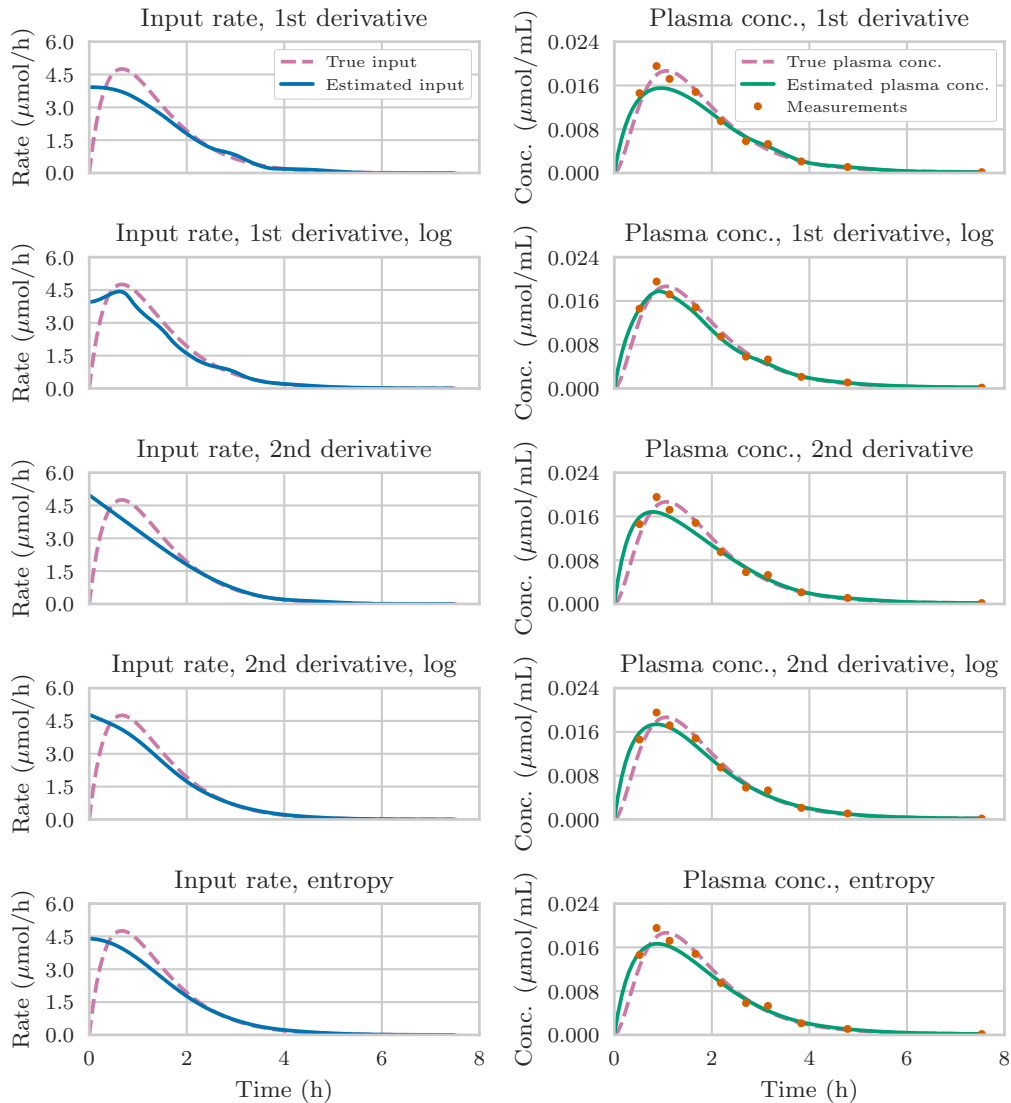 Input rate, 1st derivative
Rate (μmol/h)
6.0
4.5
3.0
1.5
0.0
True input
Estimated input
Plasma conc., 1st derivative
Conc. (μmol/mL)
0.024
0.016
0.008
0.000
True plasma conc.
Estimated plasma conc.
Measurements
Input rate, 1st derivative, log
Rate (μmol/h)
6.0
4.5
3.0
1.5
0.0
Plasma conc., 1st derivative, log
Conc. (μmol/mL)
0.024
0.016
0.008
0.000
Input rate, 2nd derivative
Rate (μmol/h)
6.0
4.5
3.0
1.5
0.0
Plasma conc., 2nd derivative
Conc. (μmol/mL)
0.024
0.016
0.008
0.000
Input rate, 2nd derivative, log
Rate (μmol/h)
6.0
4.5
3.0
1.5
0.0
Plasma conc., 2nd derivative, log
Conc. (μmol/mL)
0.024
0.016
0.008
0.000
Input rate, entropy
Rate (μmol/h)
6.0
4.5
3.0
1.5
0.0
0 2 4 6 8
Time (h)
Plasma conc., entropy
Conc. (μmol/mL)
0.024
0.016
0.008
0.000
0 2 4 6 8
Time (h)